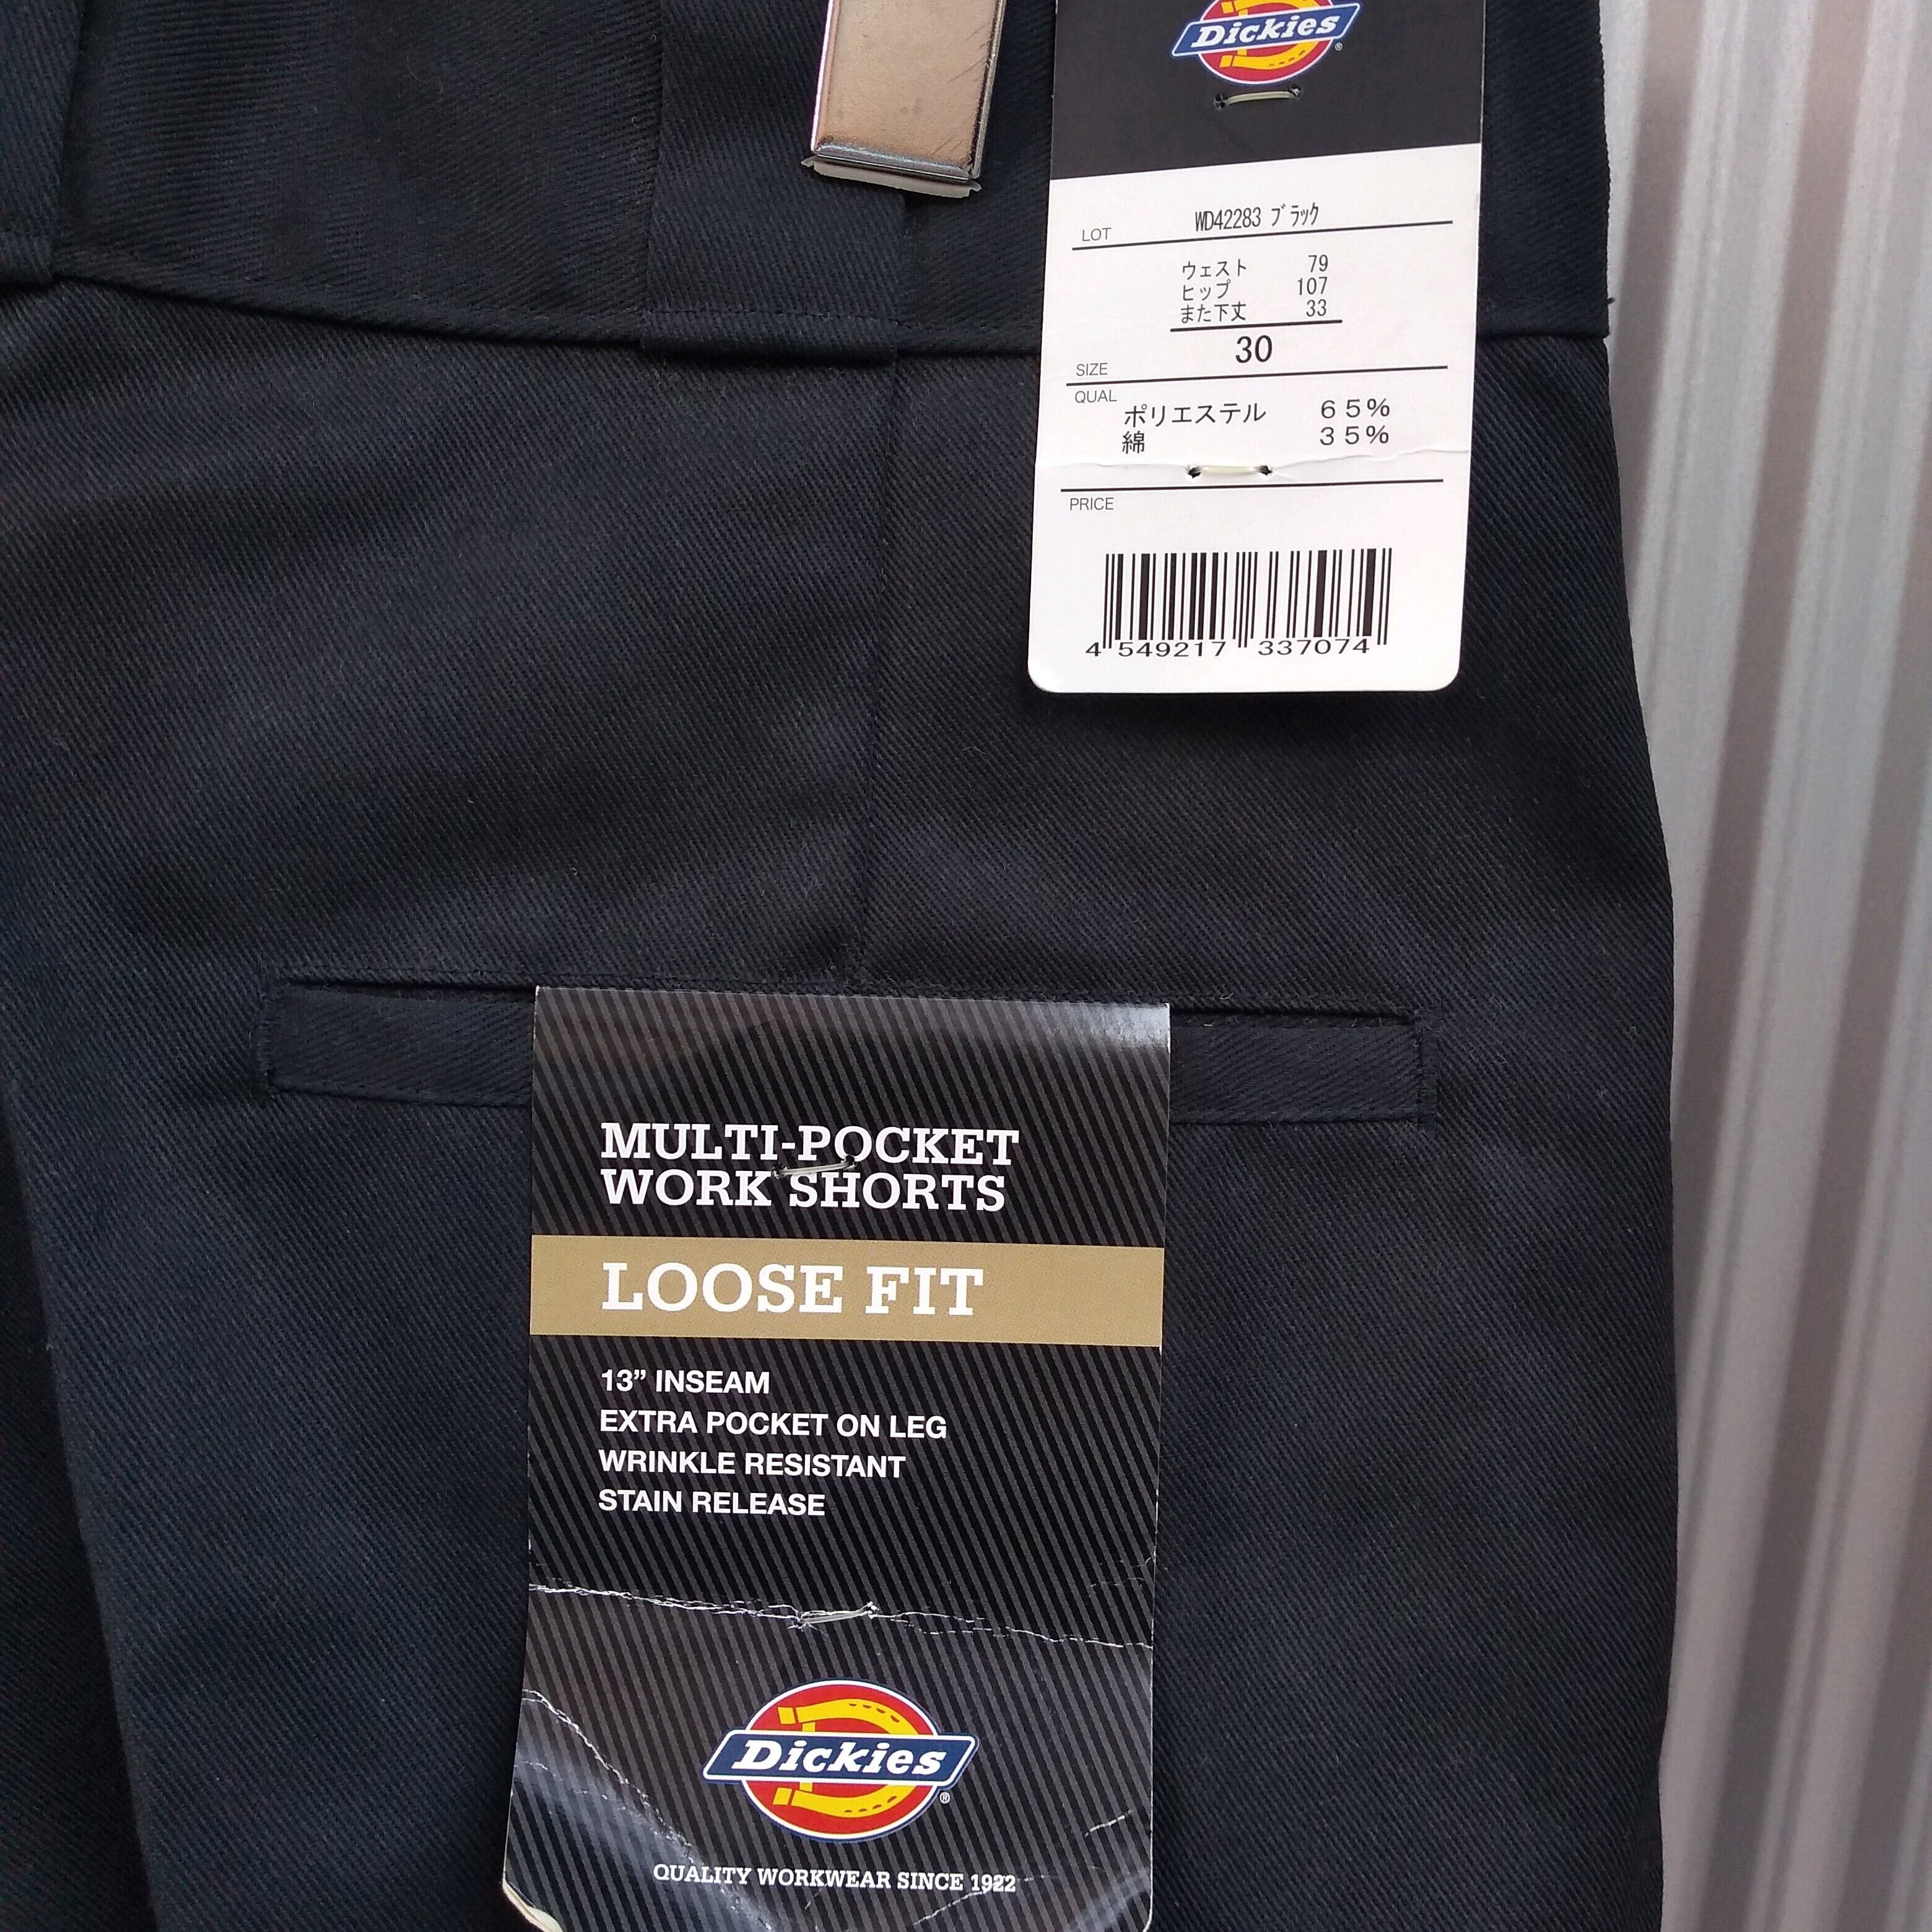 Dickies
®
LOT WD42283 ブラック
ウェスト 79
ヒップ 107
また下丈 33
SIZE 30
QUAL
ポリエステル 65%
綿 35%
PRICE
4 549217 337074
MULTI-POCKET
WORK SHORTS
LOOSE FIT
13” INSEAM
EXTRA POCKET ON LEG
WRINKLE RESISTANT
STAIN RELEASE
Dickies
®
QUALITY WORKWEAR SINCE 1922